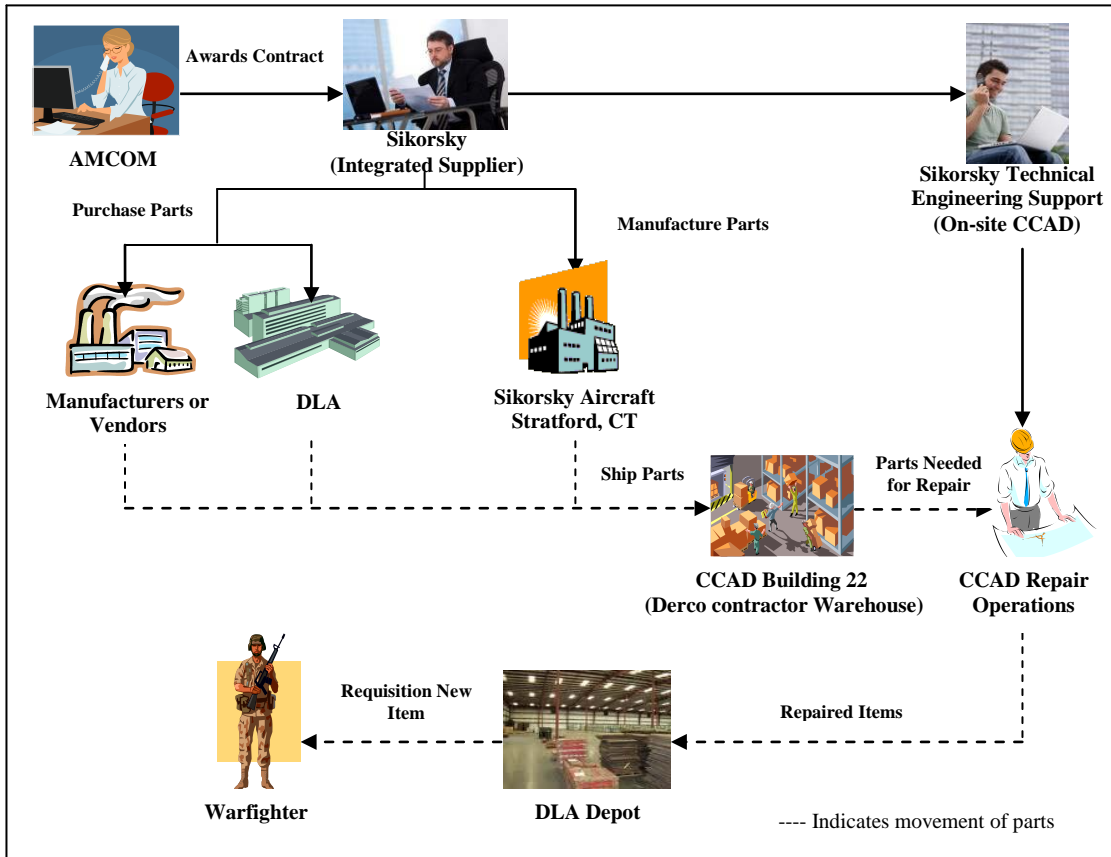 Awards Contract
AMCOM
Sikorsky
(Integrated Supplier)
Sikorsky Technical
Engineering Support
(On-site CCAD)
Purchase Parts
Manufacture Parts
Manufacturers or
Vendors
DLA
Sikorsky Aircraft
Stratford, CT
Ship Parts
Parts Needed
for Repair
CCAD Building 22
(Derco contractor Warehouse)
CCAD Repair
Operations
Requisition New
Item
Repaired Items
Warfighter
DLA Depot
---- Indicates movement of parts